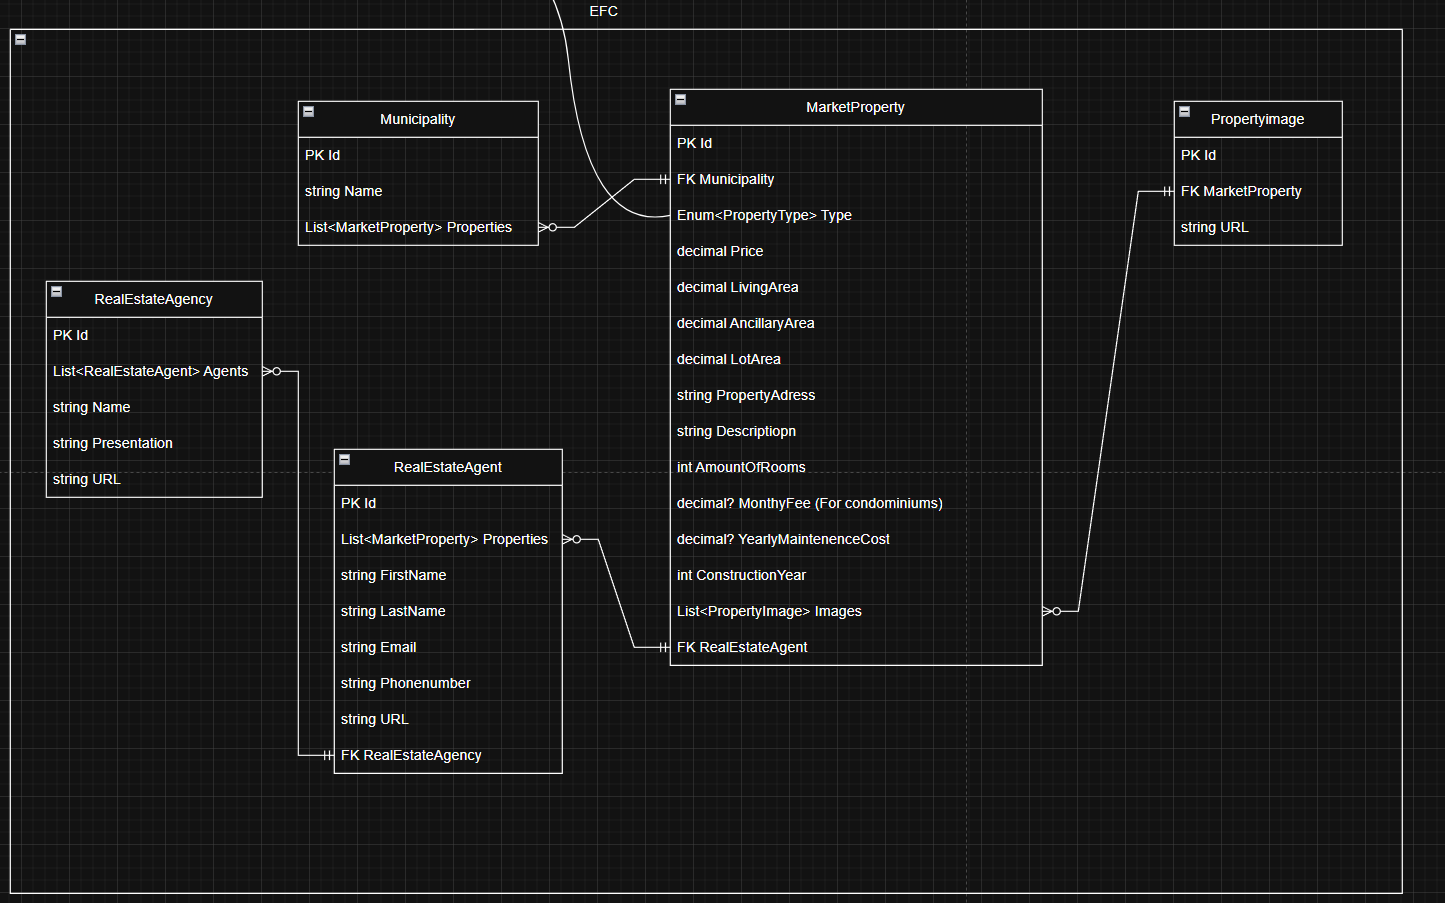 EFC
Municipality
PK Id
string Name
List<MarketProperty> Properties
MarketProperty
PK Id
FK Municipality
Enum<PropertyType> Type
decimal Price
decimal LivingArea
decimal AncillaryArea
decimal LotArea
string PropertyAdress
string Descriptiopn
int AmountOfRooms
decimal? MonthyFee (For condominiums)
decimal? YearlyMaintenenceCost
int ConstructionYear
List<PropertyImage> Images
FK RealEstateAgent
Propertyimage
PK Id
FK MarketProperty
string URL
RealEstateAgency
PK Id
List<RealEstateAgent> Agents
string Name
string Presentation
string URL
RealEstateAgent
PK Id
List<MarketProperty> Properties
string FirstName
string LastName
string Email
string Phonenumber
string URL
FK RealEstateAgency